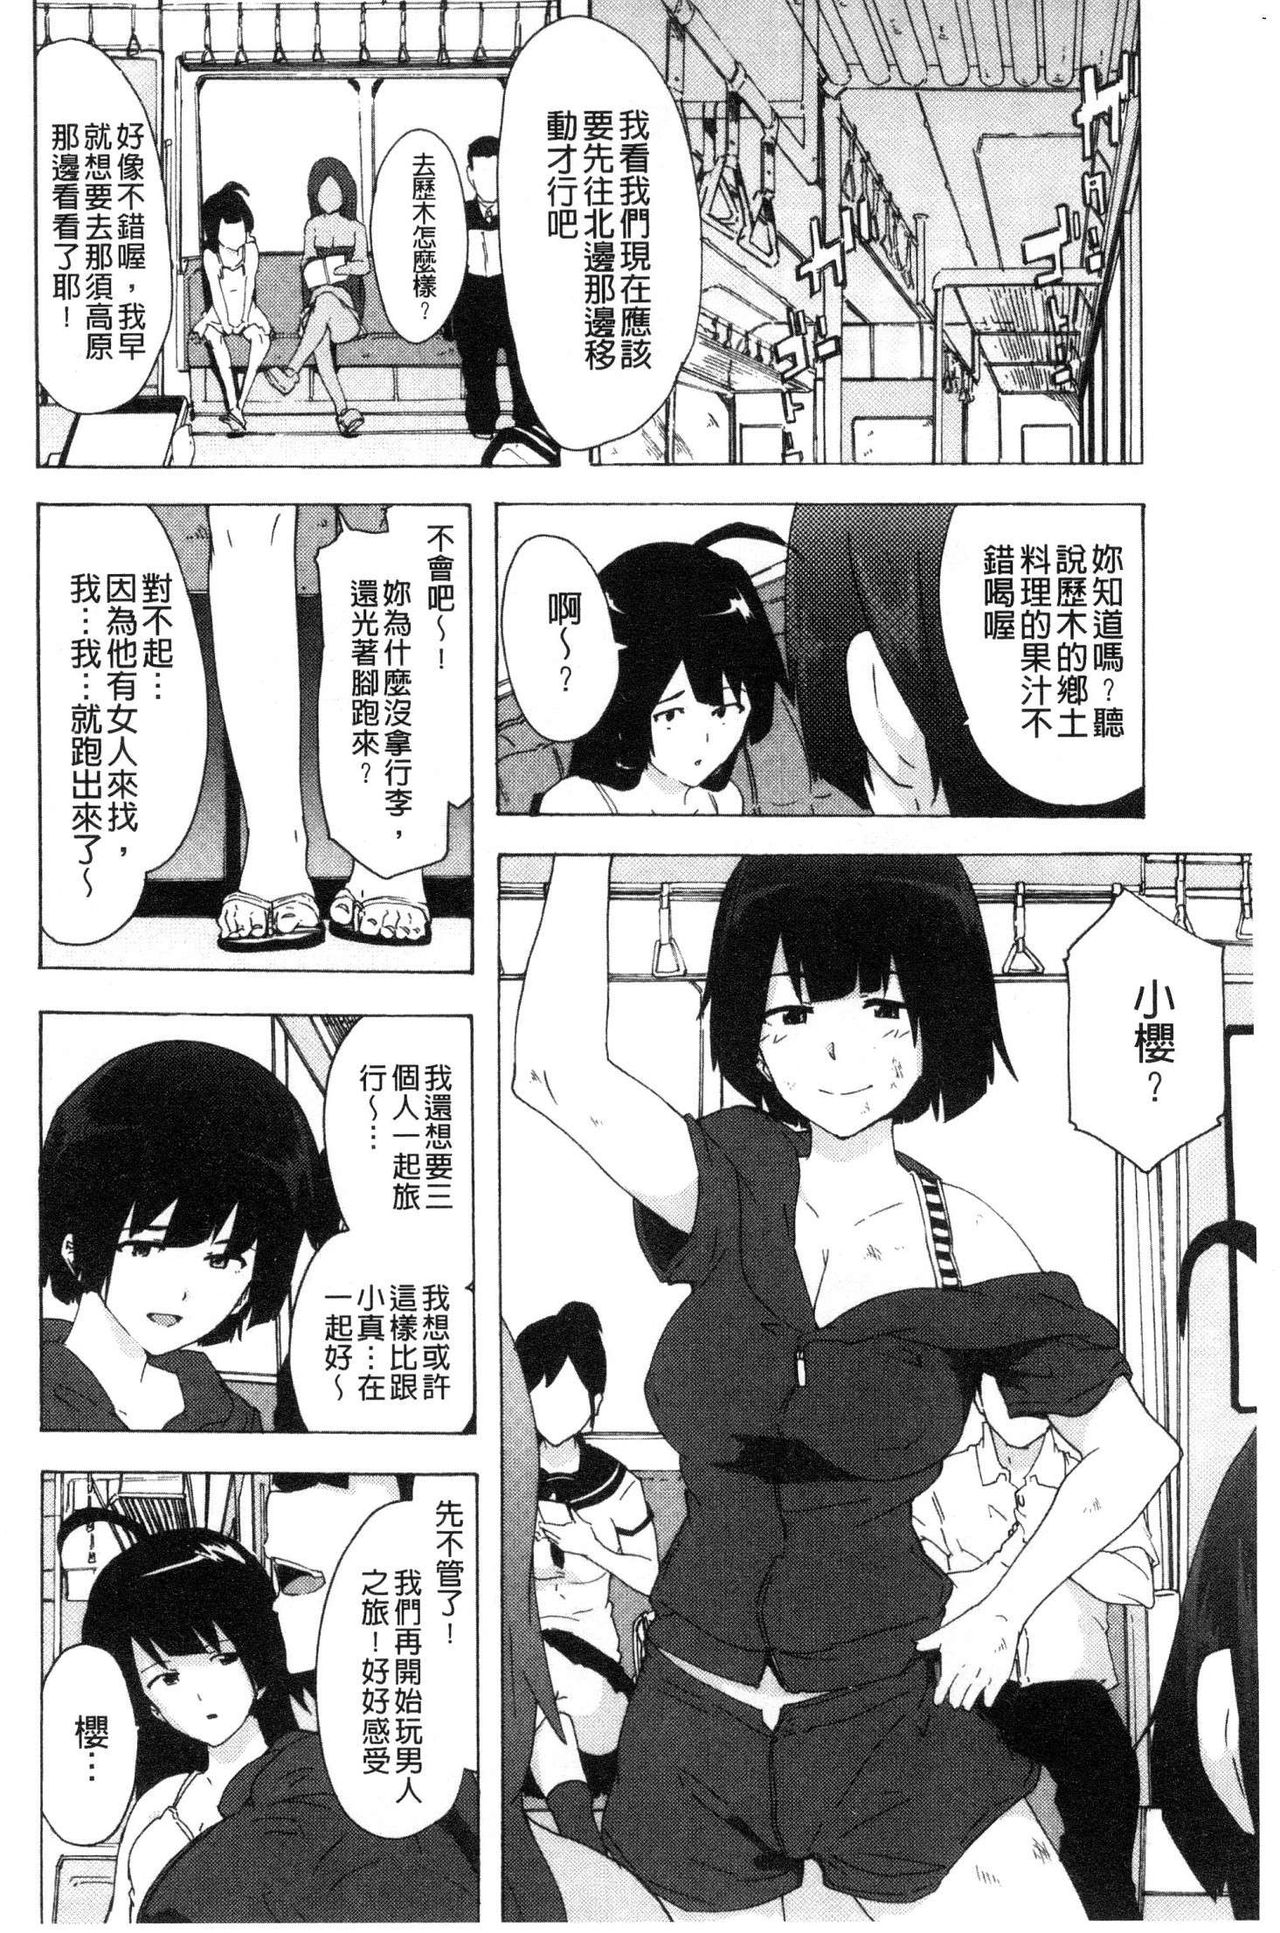 我看我們現在應該
要先往北邊那邊移
動才行吧
去歷木怎麼樣？
好像不錯喔，我早
就想要去那須高原
那邊看看了耶！
妳知道嗎？聽
說歷木的鄉土
料理的果汁不
錯喝喔
啊～？
不會吧～！
妳為什麼沒拿行李，
還光著腳跑來？
對不起…
因為他有女人來找，
我…我…就跑出來了～
小櫻？
我還想要三
個人一起旅
行～…
我想或許
這樣比跟
小真…在
一起好～
先不管了！
我們再開始玩男人
之旅！好好感受
櫻…